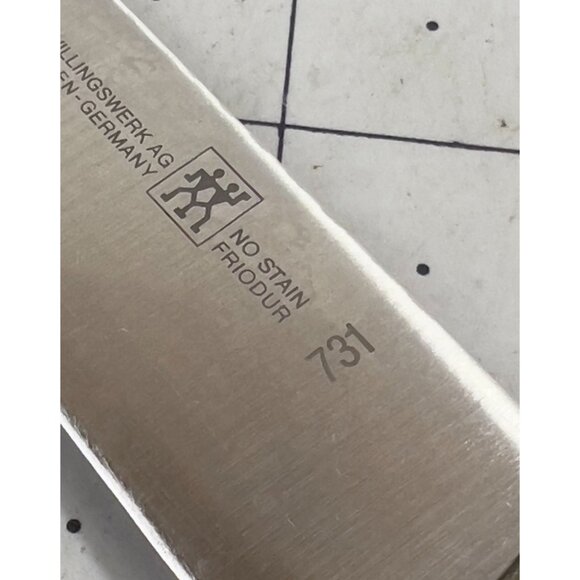 ILLINGSWERK AG
EN-GERMANY
NO STAIN
FRIODUR
731